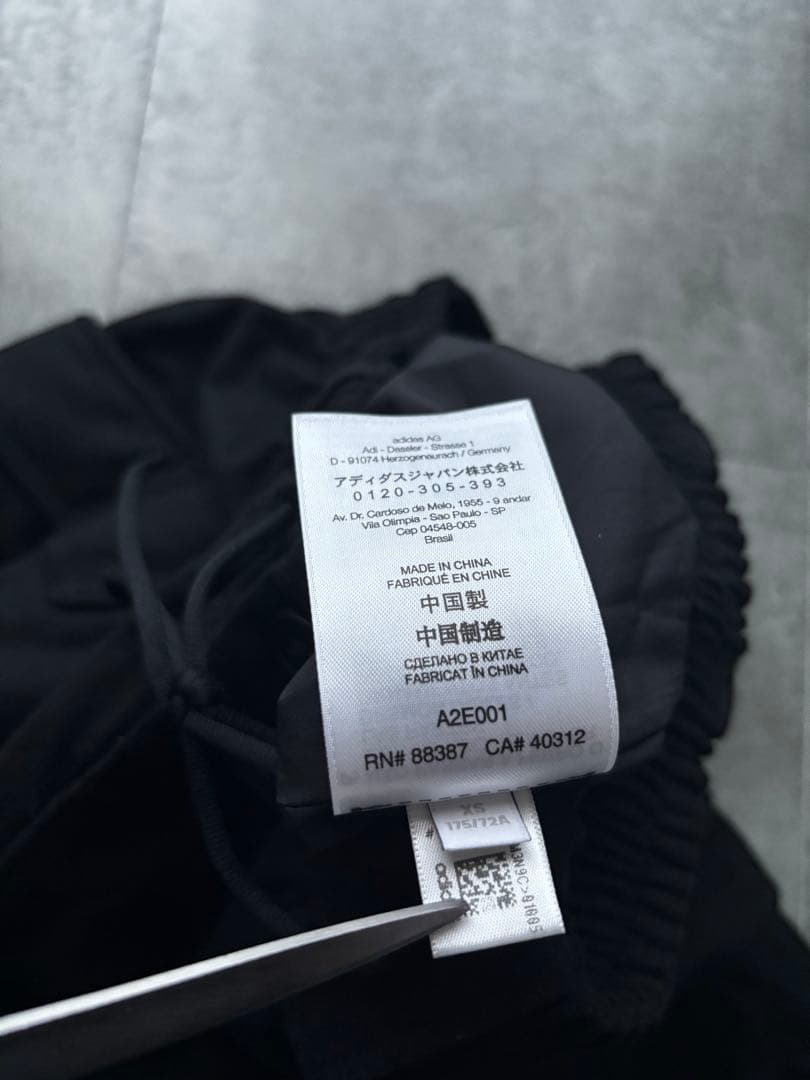 adidas AG
Adi - Dassler - Strasse 1
D - 91074 Herzogenaurach / Germany
アディダスジャパン株式会社
0120-305-393
Av. Dr. Cardoso de Melo, 1955 - 9 andar
Vila Olimpia - Sao Paulo - SP
Cep 04548-005
Brasil
MADE IN CHINA
FABRIQUÉ EN CHINE
中国製
中国制造
СДЕЛАНО В КИТАЕ
FABRICAT ÎN CHINA
A2E001
RN# 88387 CA# 40312
XS
175/72A
#